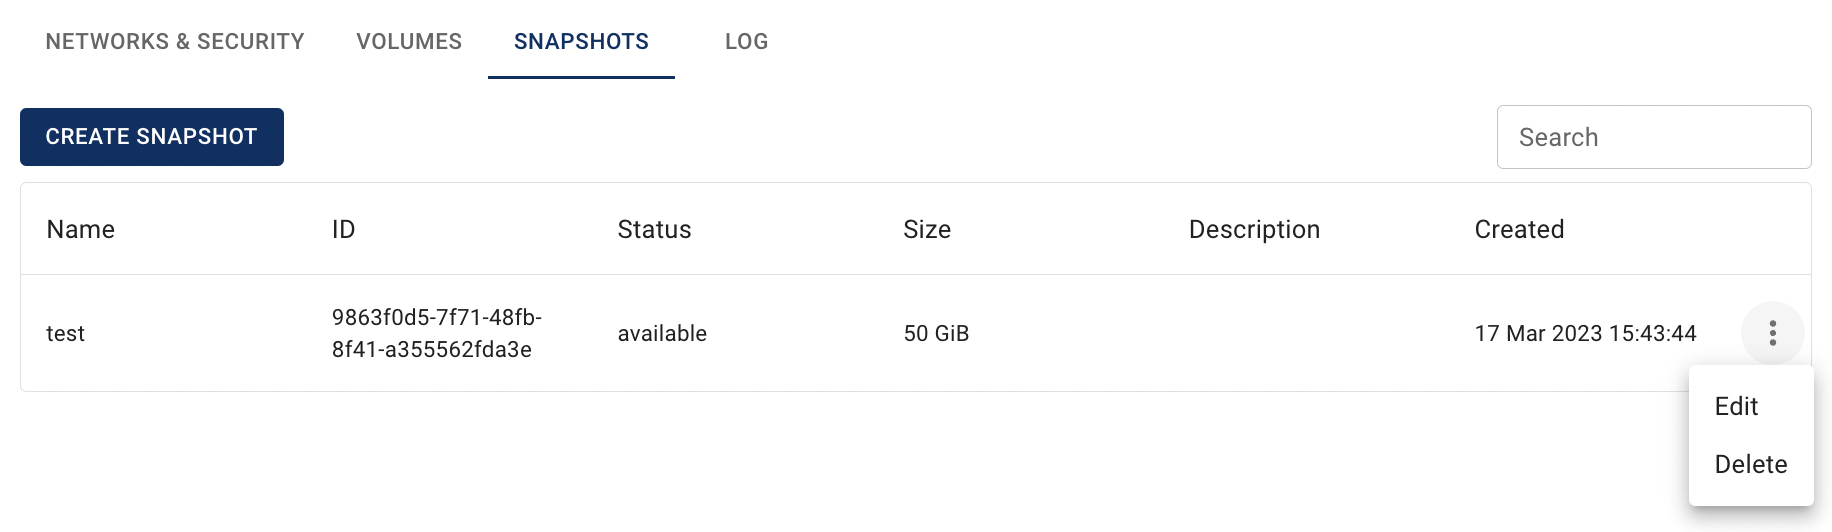 NETWORKS & SECURITY VOLUMES SNAPSHOTS LOG
CREATE SNAPSHOT Search
Name ID Status Size Description Created
test 9863f0d5-7f71-48fb- available 50 GiB 17 Mar 2023 15:43:44
8f41-a355562fda3e
Edit
Delete